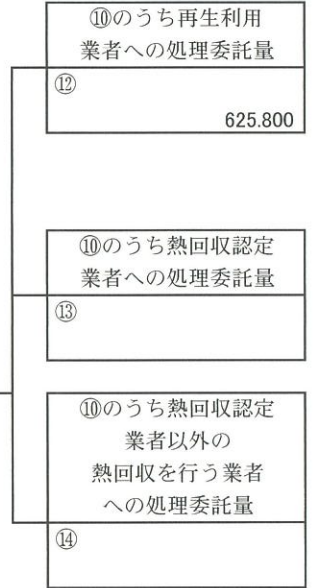 ⑩のうち再生利用
業者への処理委託量
⑫
625.800
⑩のうち熱回収認定
業者への処理委託量
⑬
⑩のうち熱回収認定
業者以外の
熱回収を行う業者
への処理委託量
⑭